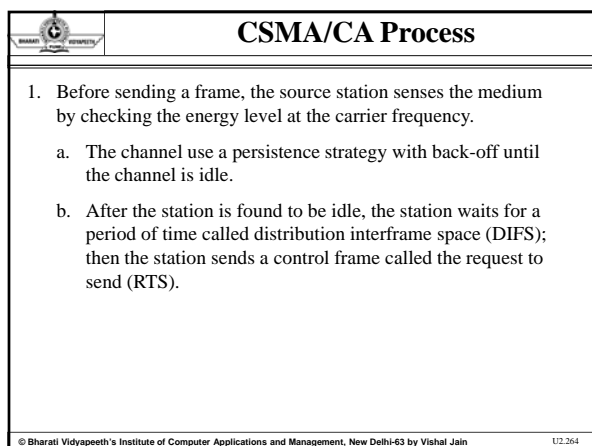 BHARATI
VIDYAPEETH
PUNE
CSMA/CA Process
1. Before sending a frame, the source station senses the medium
by checking the energy level at the carrier frequency.
a. The channel use a persistence strategy with back-off until
the channel is idle.
b. After the station is found to be idle, the station waits for a
period of time called distribution interframe space (DIFS);
then the station sends a control frame called the request to
send (RTS).
© Bharati Vidyapeeth's Institute of Computer Applications and Management, New Delhi-63 by Vishal Jain
U2.264